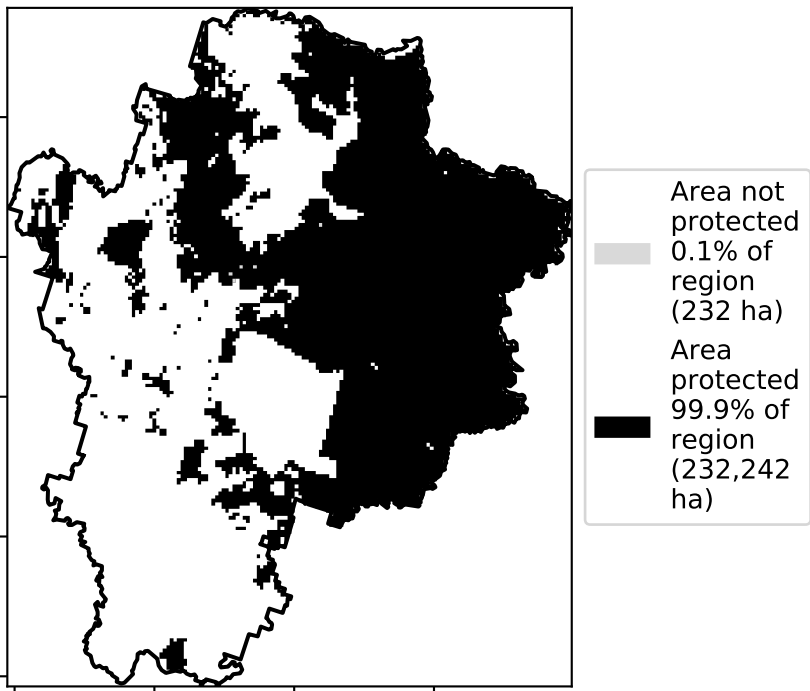 Area not
protected
0.1% of
region
(232 ha)
Area
protected
99.9% of
region
(232,242
ha)